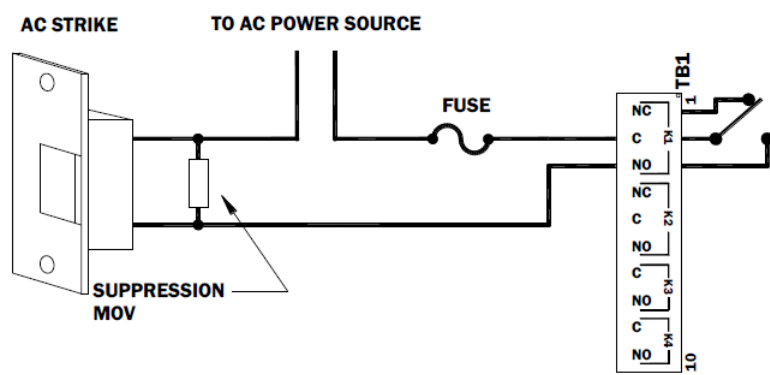 AC STRIKE
TO AC POWER SOURCE
TB1
1
FUSE
NC
C
NO
K1
NC
C
NO
K2
C
NO
K3
C
NO
K4
10
SUPPRESSION
MOV